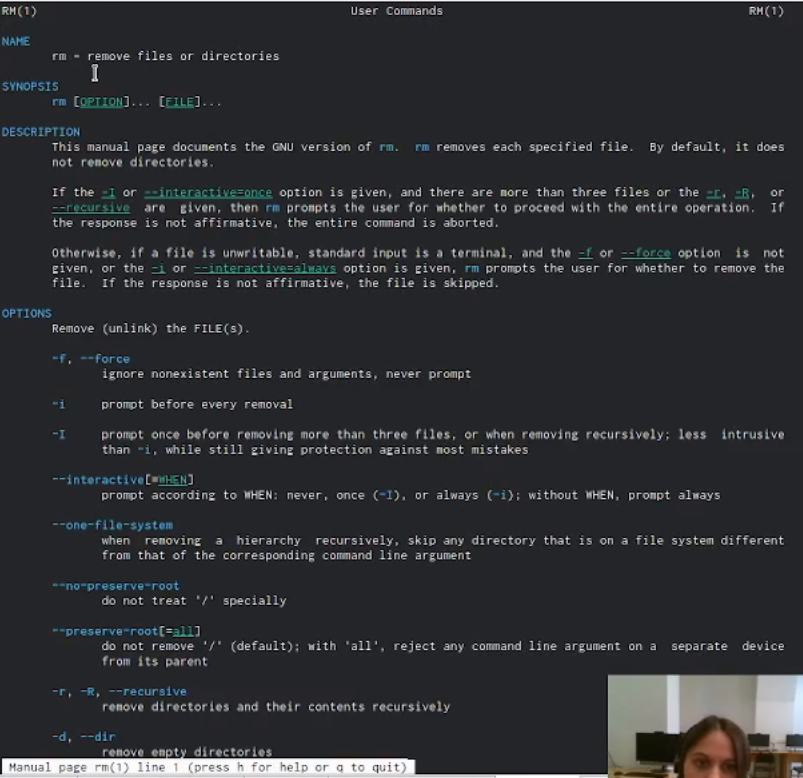 RM(1) User Commands RM(1)
NAME
rm - remove files or directories
SYNOPSIS
rm [OPTION]... [FILE]...
DESCRIPTION
This manual page documents the GNU version of rm. rm removes each specified file. By default, it does
not remove directories.
If the -I or --interactive=once option is given, and there are more than three files or the -r, -R, or
--recursive are given, then rm prompts the user for whether to proceed with the entire operation. If
the response is not affirmative, the entire command is aborted.
Otherwise, if a file is unwritable, standard input is a terminal, and the -f or --force option is not
given, or the -i or --interactive=always option is given, rm prompts the user for whether to remove the
file. If the response is not affirmative, the file is skipped.
OPTIONS
Remove (unlink) the FILE(s).
-f, --force
ignore nonexistent files and arguments, never prompt
-i prompt before every removal
-I prompt once before removing more than three files, or when removing recursively; less intrusive
than -i, while still giving protection against most mistakes
--interactive[=WHEN]
prompt according to WHEN: never, once (-I), or always (-i); without WHEN, prompt always
--one-file-system
when removing a hierarchy recursively, skip any directory that is on a file system different
from that of the corresponding command line argument
--no-preserve-root
do not treat '/' specially
--preserve-root[=all]
do not remove '/' (default); with 'all', reject any command line argument on a separate device
from its parent
-r, -R, --recursive
remove directories and their contents recursively
-d, --dir
remove empty directories
Manual page rm(1) line 1 (press h for help or q to quit)